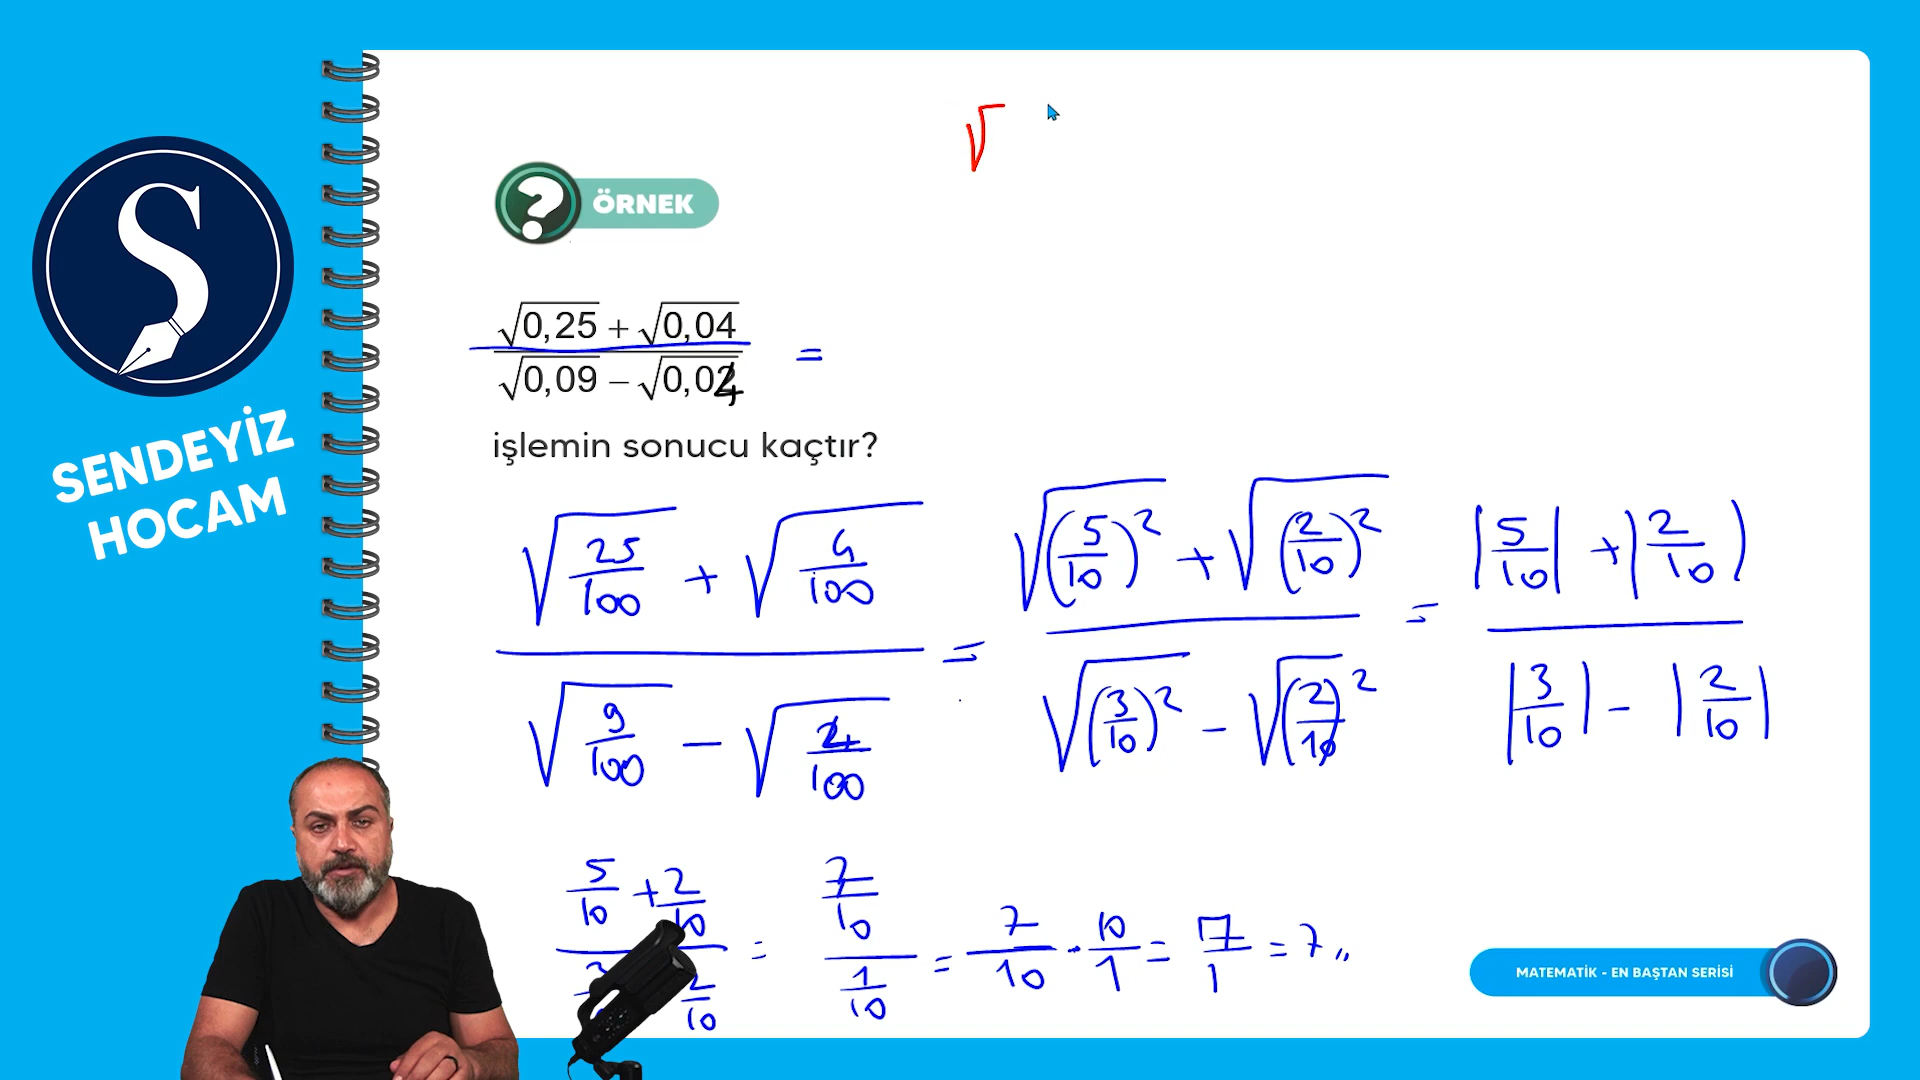 √
ÖRNEK
√0,25 + √0,04
√0,09 − √0,04
=
işlemin sonucu kaçtır?
√(25/100) + √(4/100)
√(9/100) − √(4/100)
= √(5/10)² + √(2/10)²
√(3/10)² − √(2/10)²
= |5/10| + |2/10|
|3/10| − |2/10|
5/10 + 2/10
2/10
= 7/10
1/10
= 7/10 · 10/1 = 7/1 = 7,,
S
SENDEYİZ
HOCAM
MATEMATİK - EN BAŞTAN SERİSİ